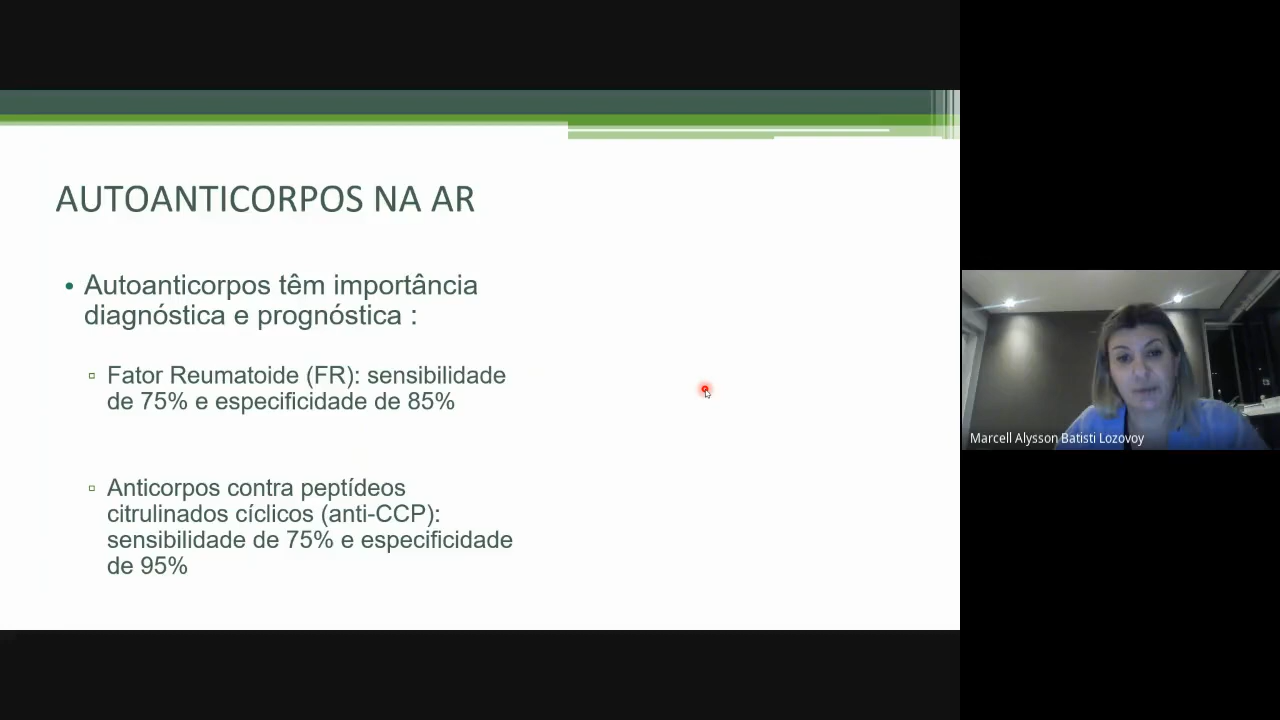 AUTOANTICORPOS NA AR
• Autoanticorpos têm importância
diagnóstica e prognóstica :
▫ Fator Reumatoide (FR): sensibilidade
de 75% e especificidade de 85%
▫ Anticorpos contra peptídeos
citrulinados cíclicos (anti-CCP):
sensibilidade de 75% e especificidade
de 95%
Marcell Alysson Batisti Lozovoy